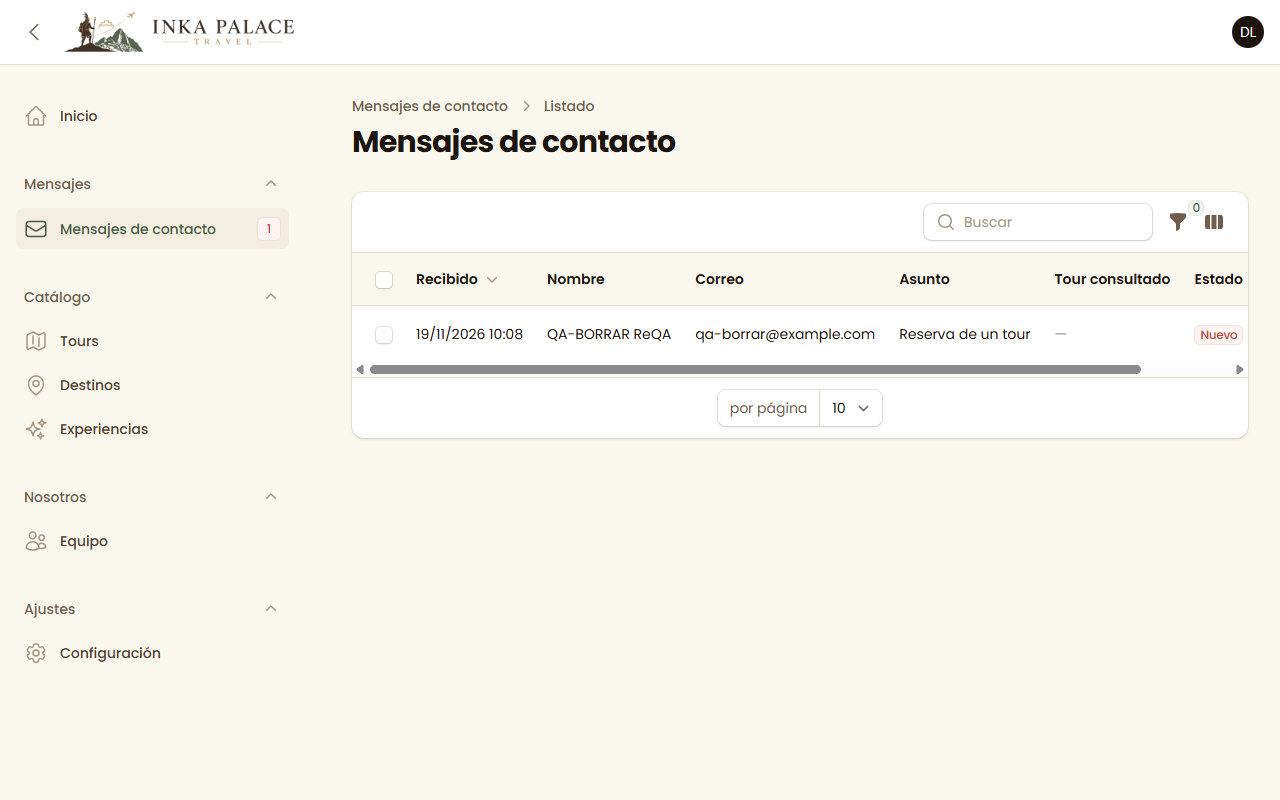 INKA PALACE
TRAVEL
DL
Inicio
Mensajes
Mensajes de contacto 1
Catálogo
Tours
Destinos
Experiencias
Nosotros
Equipo
Ajustes
Configuración
Mensajes de contacto > Listado
Mensajes de contacto
Buscar
0
Recibido Nombre Correo Asunto Tour consultado Estado
19/11/2026 10:08 QA-BORRAR ReQA qa-borrar@example.com Reserva de un tour — Nuevo
por página 10